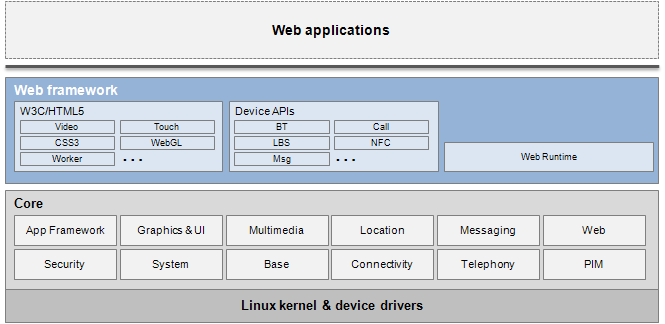 Web applications
Web framework
W3C/HTML5
Video Touch
CSS3 WebGL
Worker ...
Device APIs
BT Call
LBS NFC
Msg ...
Web Runtime
Core
App Framework Graphics & UI Multimedia Location Messaging Web
Security System Base Connectivity Telephony PIM
Linux kernel & device drivers